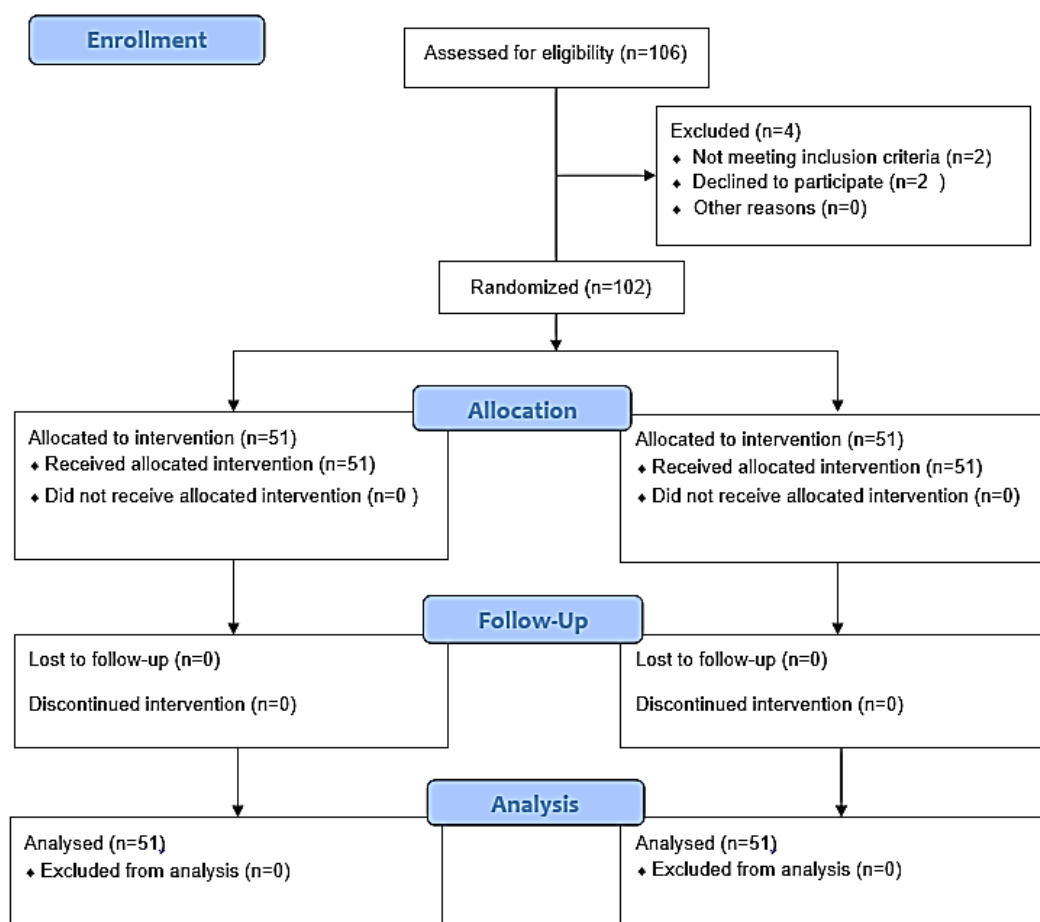 Enrollment
Assessed for eligibility (n=106)
Excluded (n=4)
♦ Not meeting inclusion criteria (n=2)
♦ Declined to participate (n=2 )
♦ Other reasons (n=0)
Randomized (n=102)
Allocation
Allocated to intervention (n=51)
♦ Received allocated intervention (n=51)
♦ Did not receive allocated intervention (n=0 )
Allocated to intervention (n=51)
♦ Received allocated intervention (n=51)
♦ Did not receive allocated intervention (n=0)
Follow-Up
Lost to follow-up (n=0)
Discontinued intervention (n=0)
Lost to follow-up (n=0)
Discontinued intervention (n=0)
Analysis
Analysed (n=51)
♦ Excluded from analysis (n=0)
Analysed (n=51)
♦ Excluded from analysis (n=0)